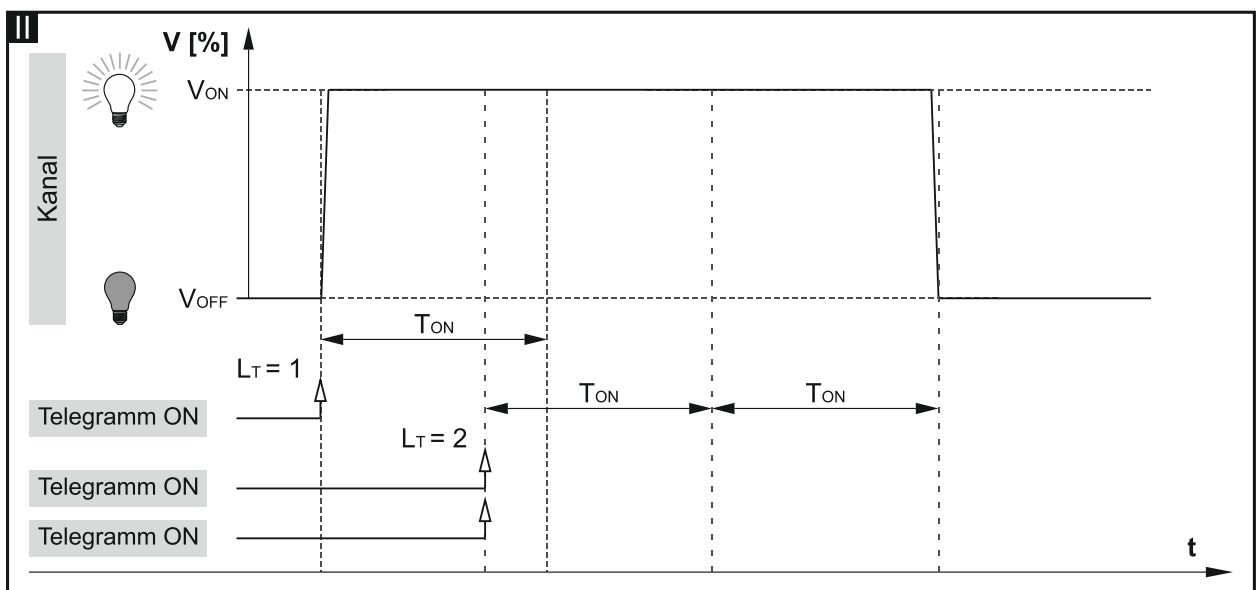 II
V [%]
Kanal
VON
VOFF
TON
LT = 1
Telegramm ON
TON
TON
LT = 2
Telegramm ON
Telegramm ON
t